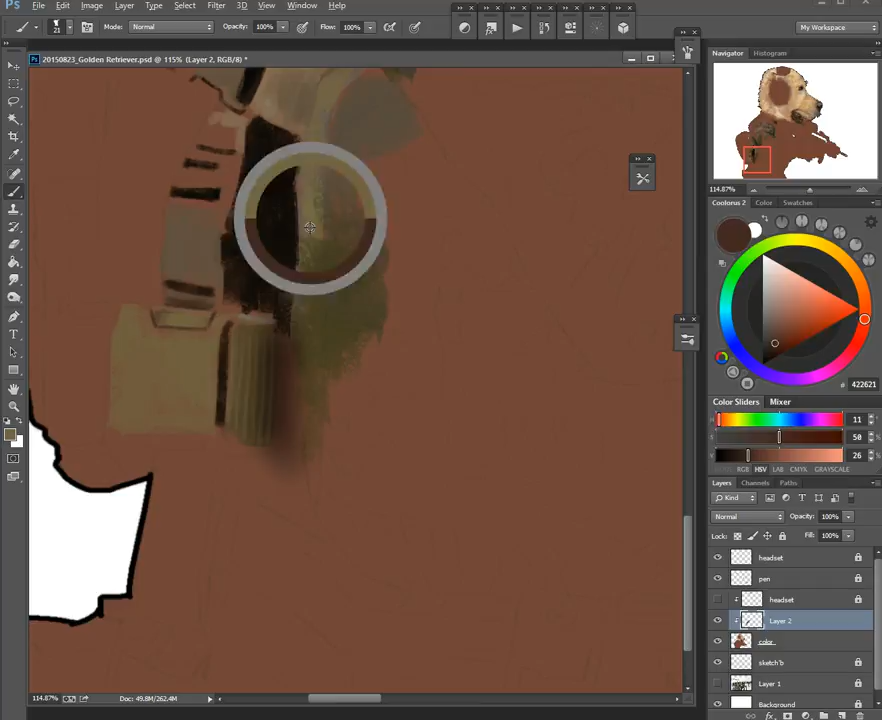 Ps File Edit Image Layer Type Select Filter 3D View Window Help
21 Mode: Normal Opacity: 100% Flow: 100% My Workspace
20150823_Golden Retriever.psd @ 115% (Layer 2, RGB/8) *
Navigator Histogram
114.87%
Coolorus 2 Color Swatches
# 422621
Color Sliders Mixer
H 11
S 50
V 26
RGB HSV LAB CMYK GRAYSCALE
Layers Channels Paths
Kind
Normal Opacity: 100%
Lock: Fill: 100%
headset
pen
headset
Layer 2
color
sketch'b
Layer 1
Background
114.87% Doc: 49.8M/262.4M